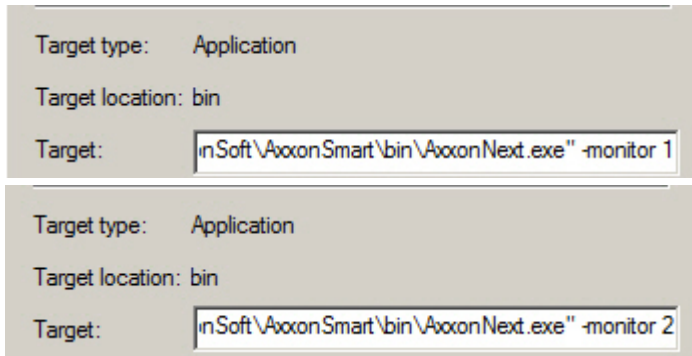 Target type: Application
Target location: bin
Target: nSoft\AxxonSmart\bin\AxxonNext.exe" -monitor 1
Target type: Application
Target location: bin
Target: nSoft\AxxonSmart\bin\AxxonNext.exe" -monitor 2